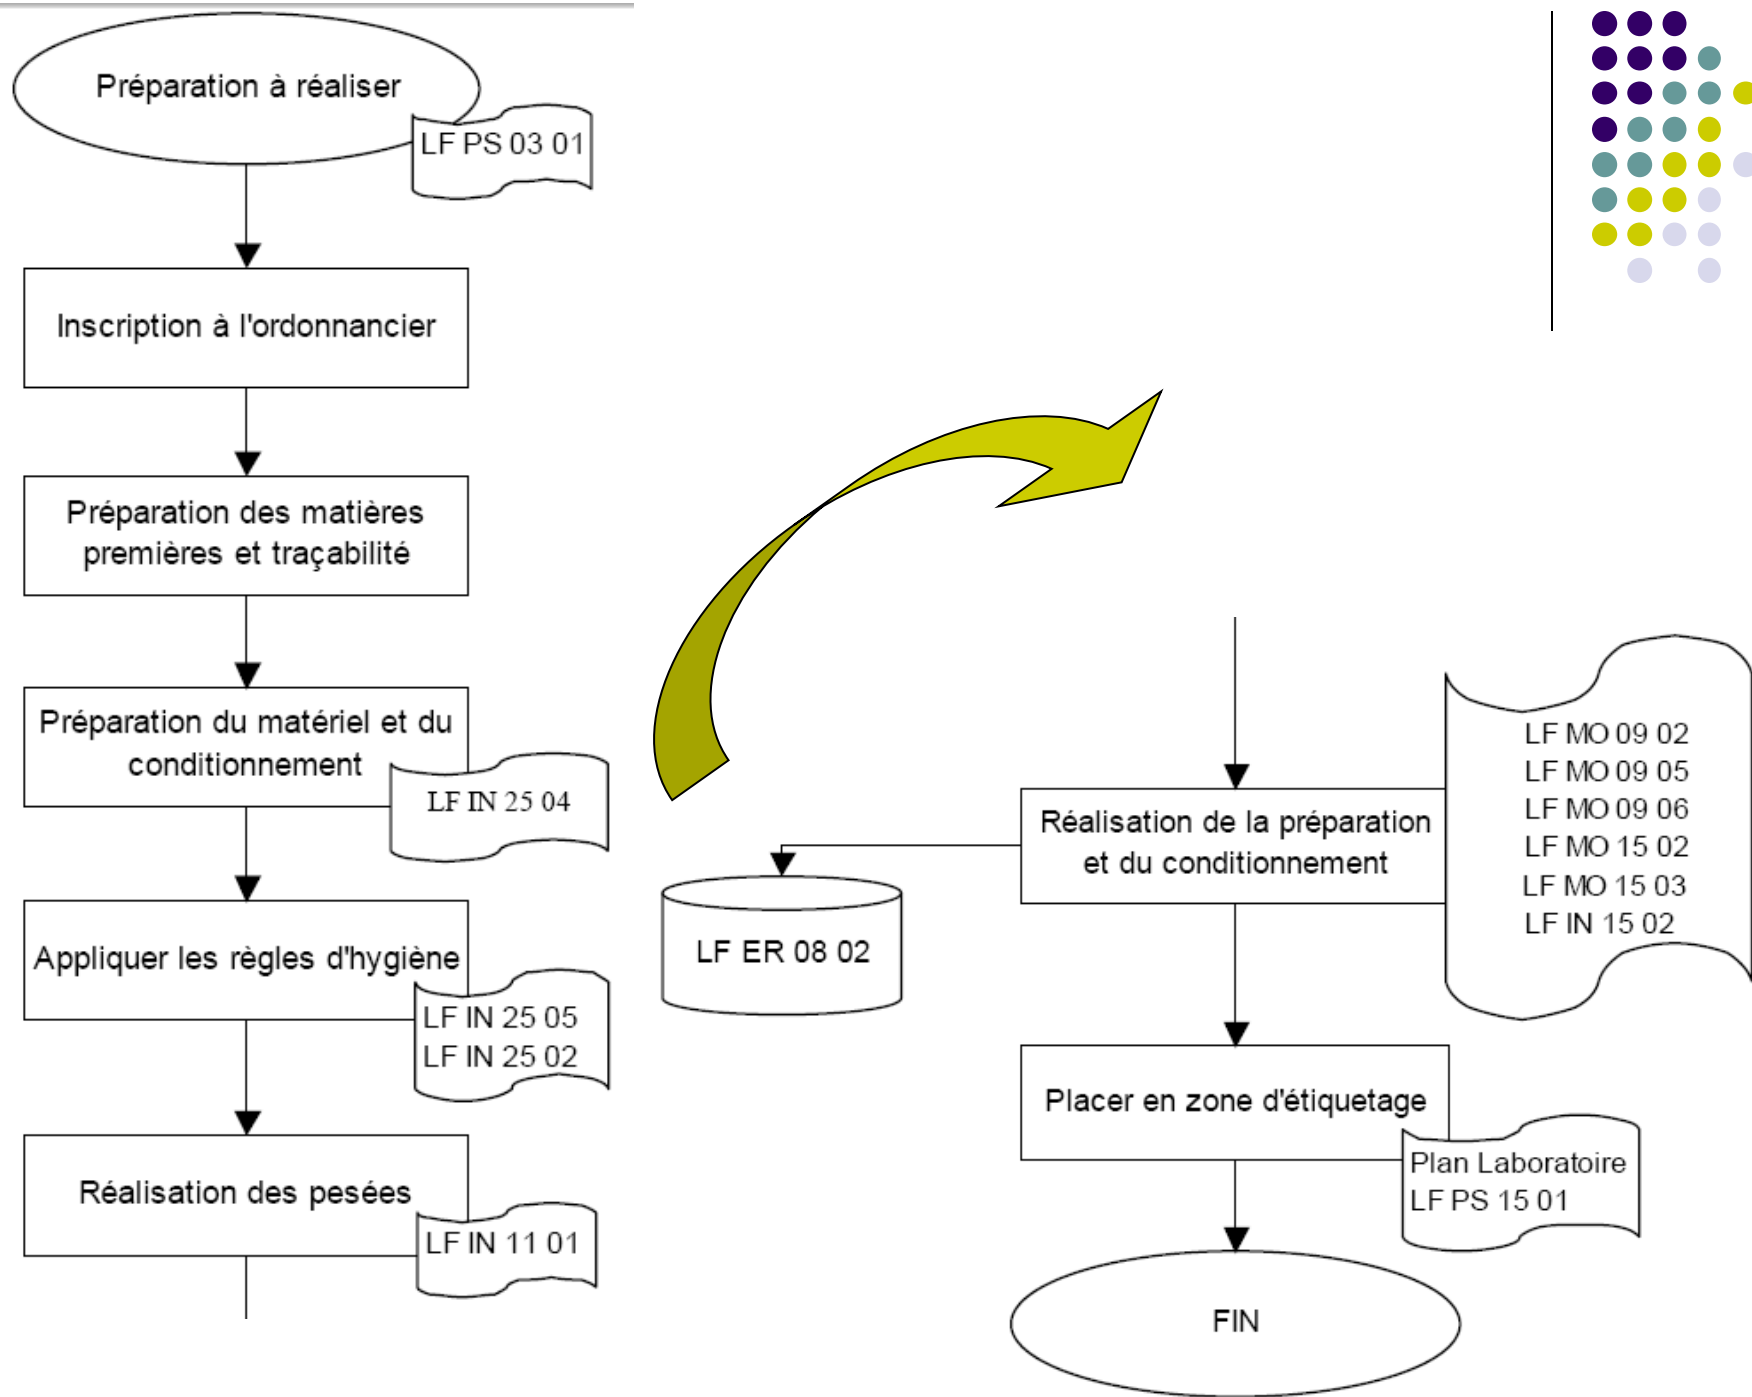 Préparation à réaliser
LF PS 03 01
Inscription à l'ordonnancier
Préparation des matières
premières et traçabilité
Préparation du matériel et du
conditionnement
LF IN 25 04
Appliquer les règles d'hygiène
LF IN 25 05
LF IN 25 02
Réalisation des pesées
LF IN 11 01
Réalisation de la préparation
et du conditionnement
LF MO 09 02
LF MO 09 05
LF MO 09 06
LF MO 15 02
LF MO 15 03
LF IN 15 02
LF ER 08 02
Placer en zone d'étiquetage
Plan Laboratoire
LF PS 15 01
FIN